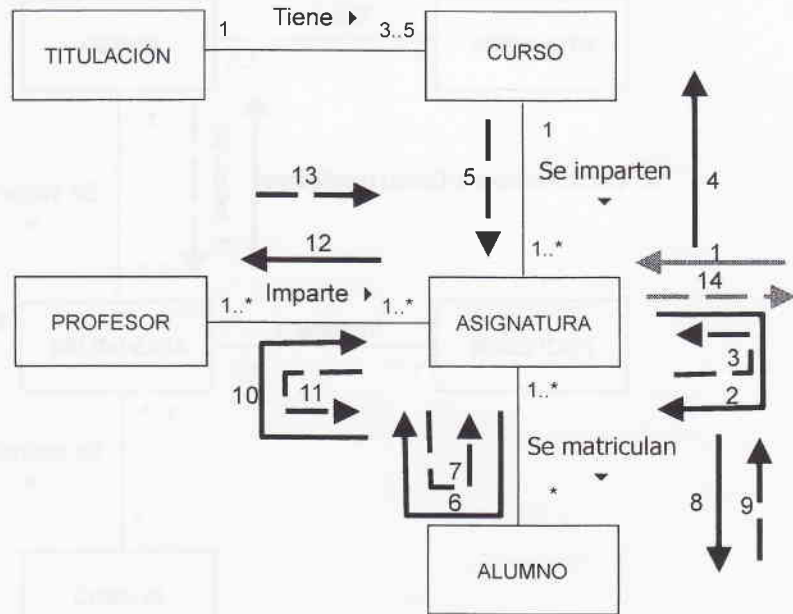 Tiene ▸
1
3..5
TITULACIÓN
CURSO
1
5
Se imparten
4
13
12
1
14
1..*
1..*
Imparte ▸
1..*
PROFESOR
ASIGNATURA
10
11
3
2
1..*
Se matriculan
7
6
*
8
9
ALUMNO